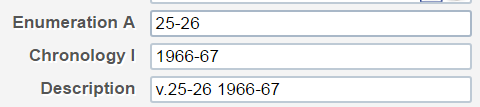 Enumeration A 25-26
Chronology I 1966-67
Description v.25-26 1966-67